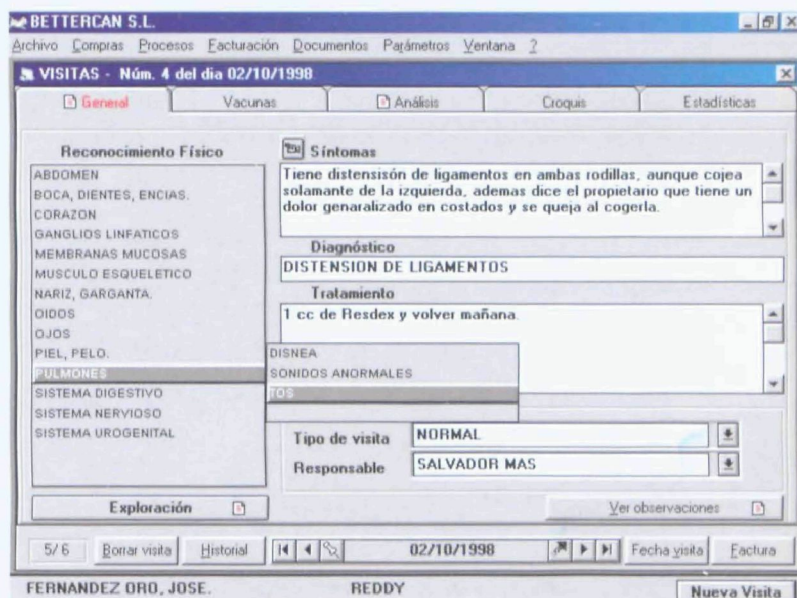 BETTERCAN S.L.
Archivo Compras Procesos Facturación Documentos Parámetros Ventana ?
VISITAS - Núm. 4 del dia 02/10/1998
General Vacunas Análisis Croquis Estadísticas
Reconocimiento Físico
ABDOMEN
BOCA, DIENTES, ENCIAS.
CORAZON
GANGLIOS LINFATICOS
MEMBRANAS MUCOSAS
MUSCULO ESQUELETICO
NARIZ, GARGANTA.
OIDOS
OJOS
PIEL, PELO.
PULMONES
SISTEMA DIGESTIVO
SISTEMA NERVIOSO
SISTEMA UROGENITAL
DISNEA
SONIDOS ANORMALES
TOS
Exploración
Síntomas
Tiene distensisón de ligamentos en ambas rodillas, aunque cojea
solamante de la izquierda, ademas dice el propietario que tiene un
dolor genaralizado en costados y se queja al cogerla.
Diagnóstico
DISTENSION DE LIGAMENTOS
Tratamiento
1 cc de Resdex y volver mañana.
Tipo de visita NORMAL
Responsable SALVADOR MAS
Ver observaciones
5/ 6 Borrar visita Historial 02/10/1998 Fecha visita Factura
FERNANDEZ ORO, JOSE. REDDY Nueva Visita